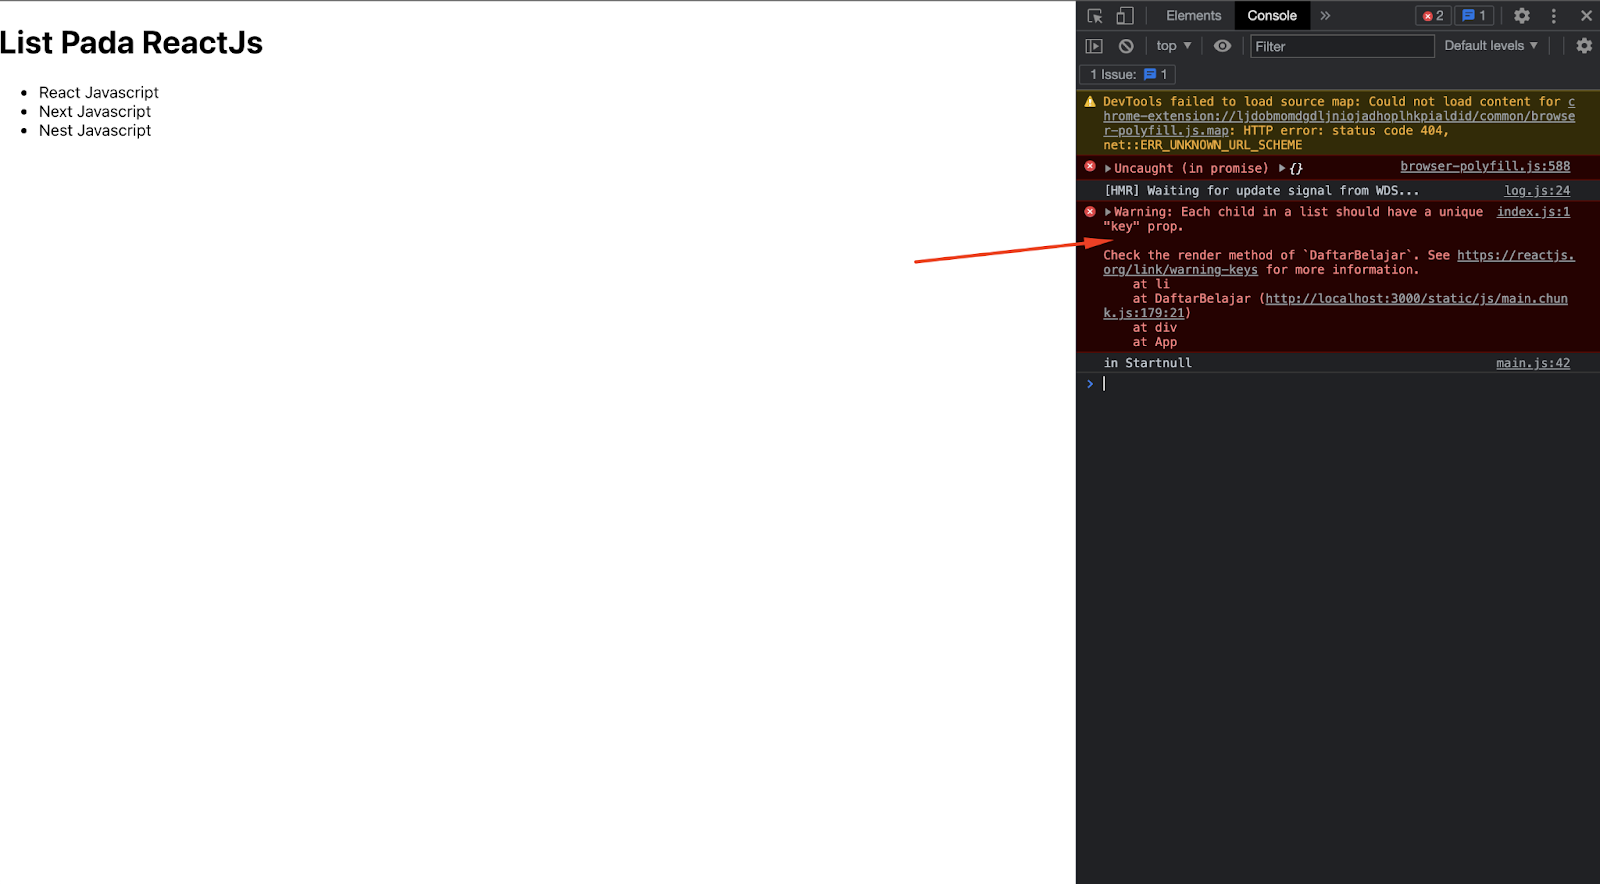 List Pada ReactJs
React Javascript
Next Javascript
Nest Javascript
Elements Console » 2 1
top ▼ Filter Default levels ▼
1 Issue: 1
DevTools failed to load source map: Could not load content for c
hrome-extension://ljdobmomdgdljniojadhoplhkpialdid/common/browse
r-polyfill.js.map: HTTP error: status code 404,
net::ERR_UNKNOWN_URL_SCHEME
▶Uncaught (in promise) ▶{} browser-polyfill.js:588
[HMR] Waiting for update signal from WDS... log.js:24
▶Warning: Each child in a list should have a unique index.js:1
"key" prop.
Check the render method of `DaftarBelajar`. See https://reactjs.
org/link/warning-keys for more information.
at li
at DaftarBelajar (http://localhost:3000/static/js/main.chun
k.js:179:21)
at div
at App
in Startnull main.js:42
>